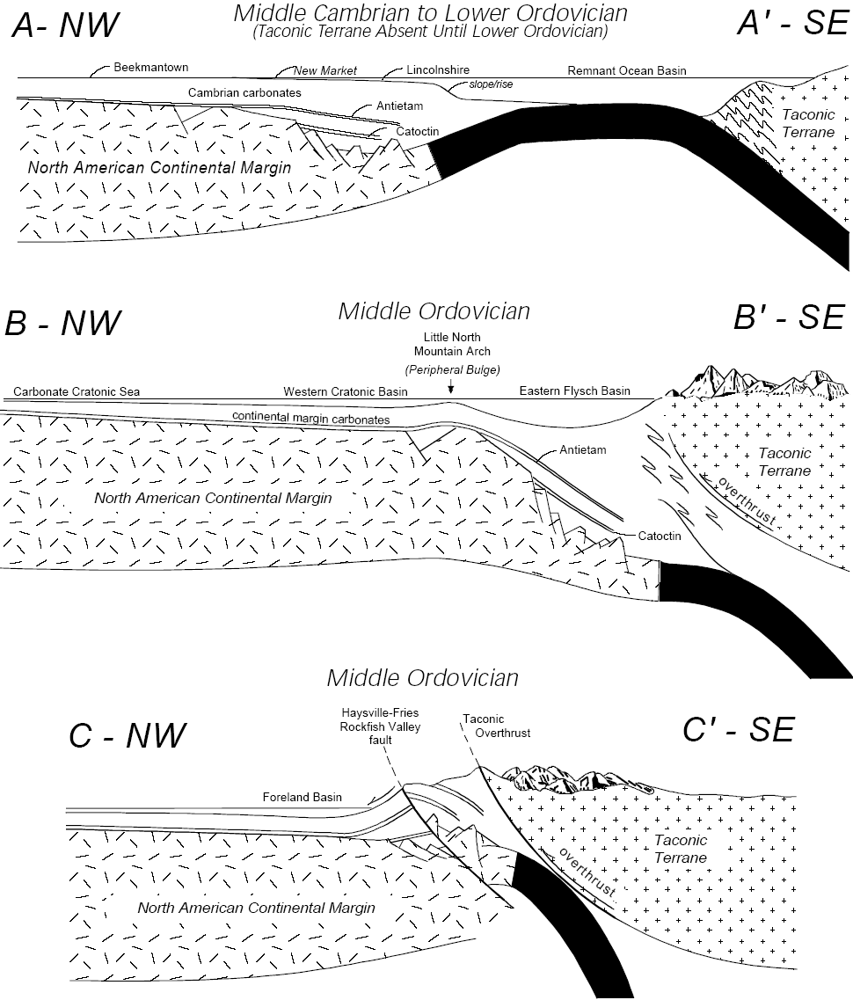 A- NW
Middle Cambrian to Lower Ordovician
(Taconic Terrane Absent Until Lower Ordovician)
A' - SE
Beekmantown
New Market
Lincolnshire
Remnant Ocean Basin
slope/rise
Cambrian carbonates
Antietam
Catoctin
Taconic
Terrane
North American Continental Margin
B - NW
Middle Ordovician
B' - SE
Little North
Mountain Arch
(Peripheral Bulge)
Carbonate Cratonic Sea
Western Cratonic Basin
Eastern Flysch Basin
continental margin carbonates
Antietam
Taconic
Terrane
overthrust
North American Continental Margin
Catoctin
Middle Ordovician
C - NW
C' - SE
Haysville-Fries
Rockfish Valley
fault
Taconic
Overthrust
Foreland Basin
Taconic
Terrane
overthrust
North American Continental Margin